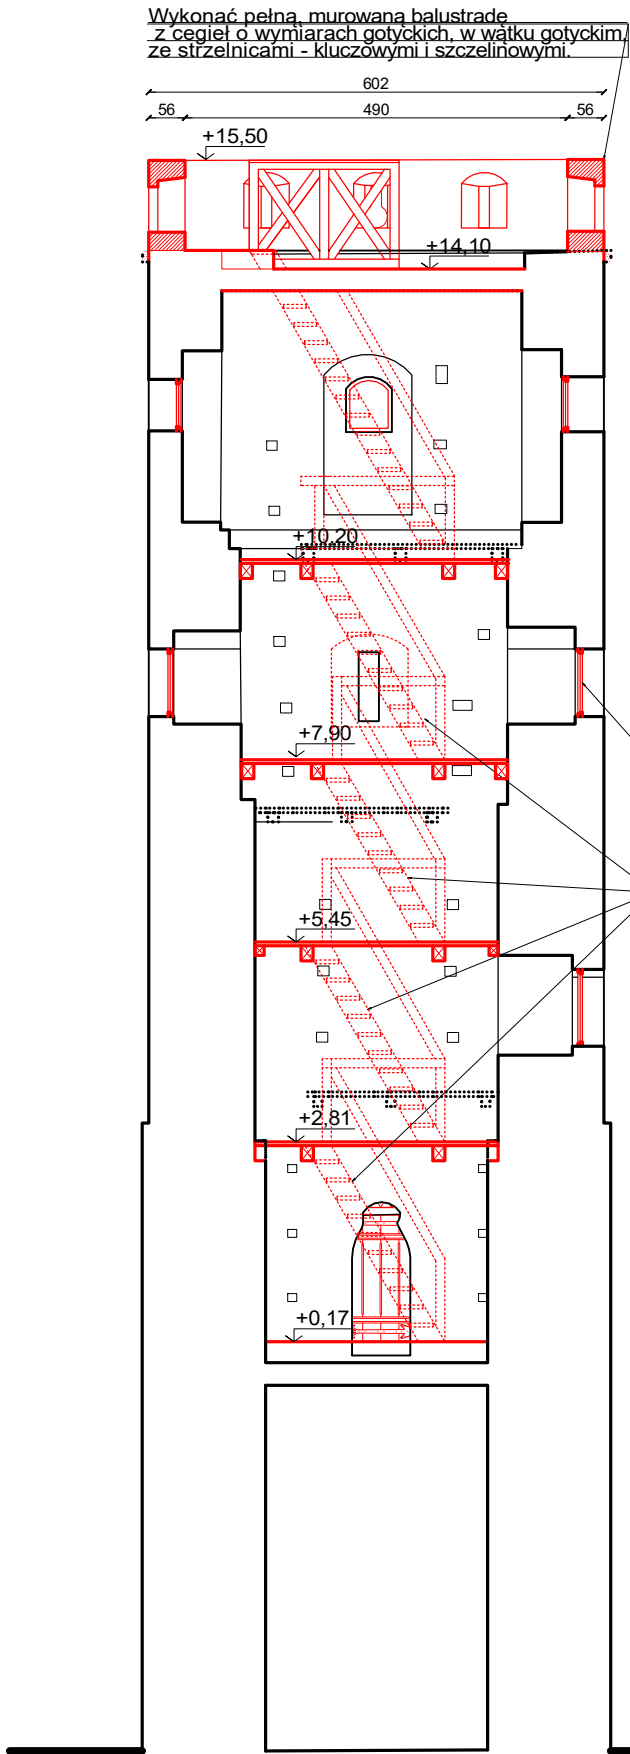 Wykonać pełną, murowaną balustradę
z cegieł o wymiarach gotyckich, w wątku gotyckim,
ze strzelnicami - kluczowymi i szczelinowymi.
602
56 490 56
+15,50
+14,10
+10,20
+7,90
+5,45
+2,81
+0,17